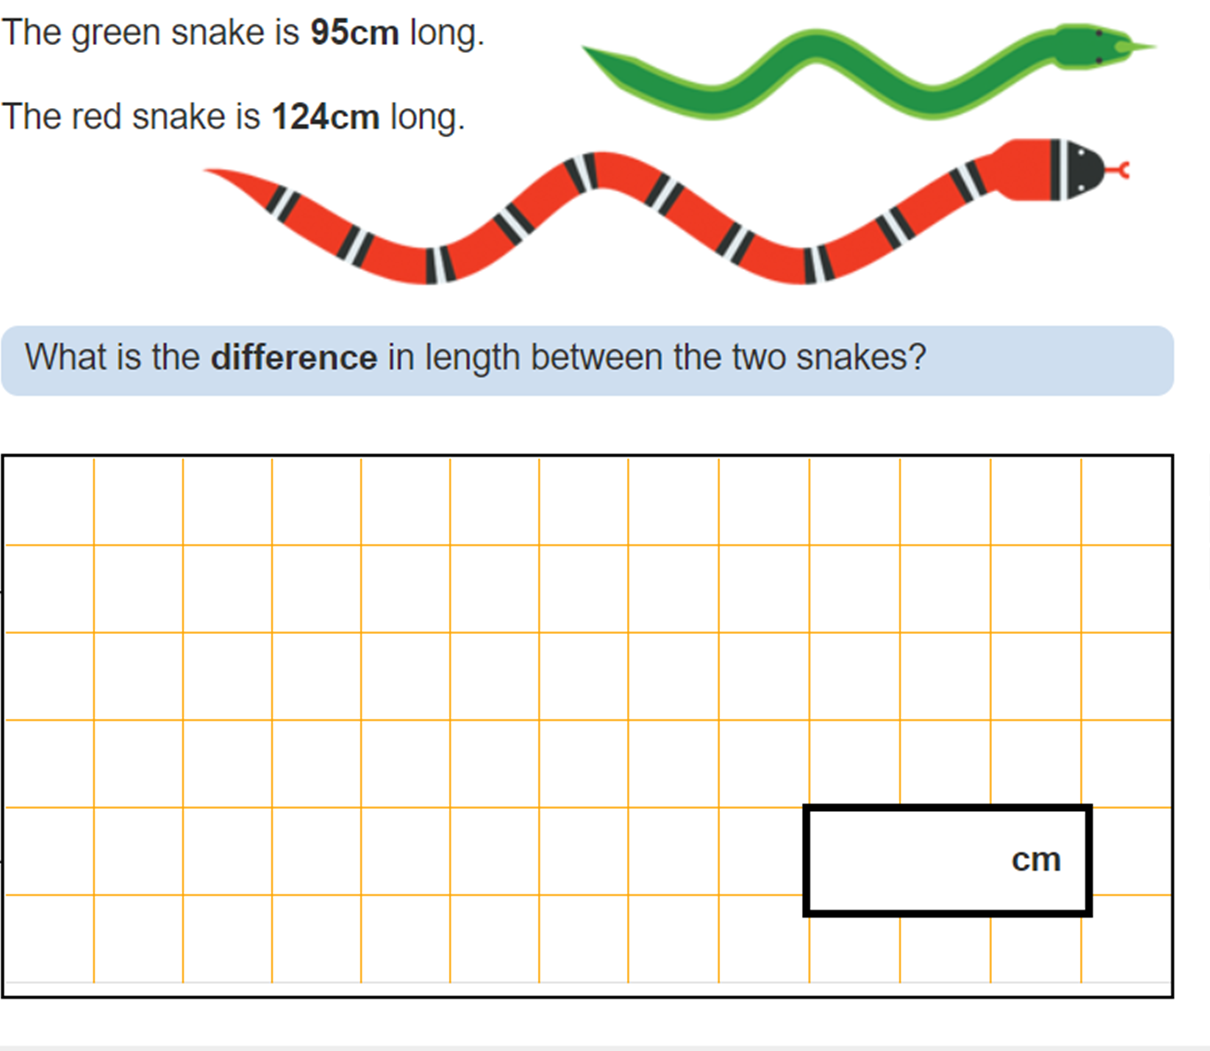 The green snake is 95cm long.
The red snake is 124cm long.
What is the difference in length between the two snakes?
cm